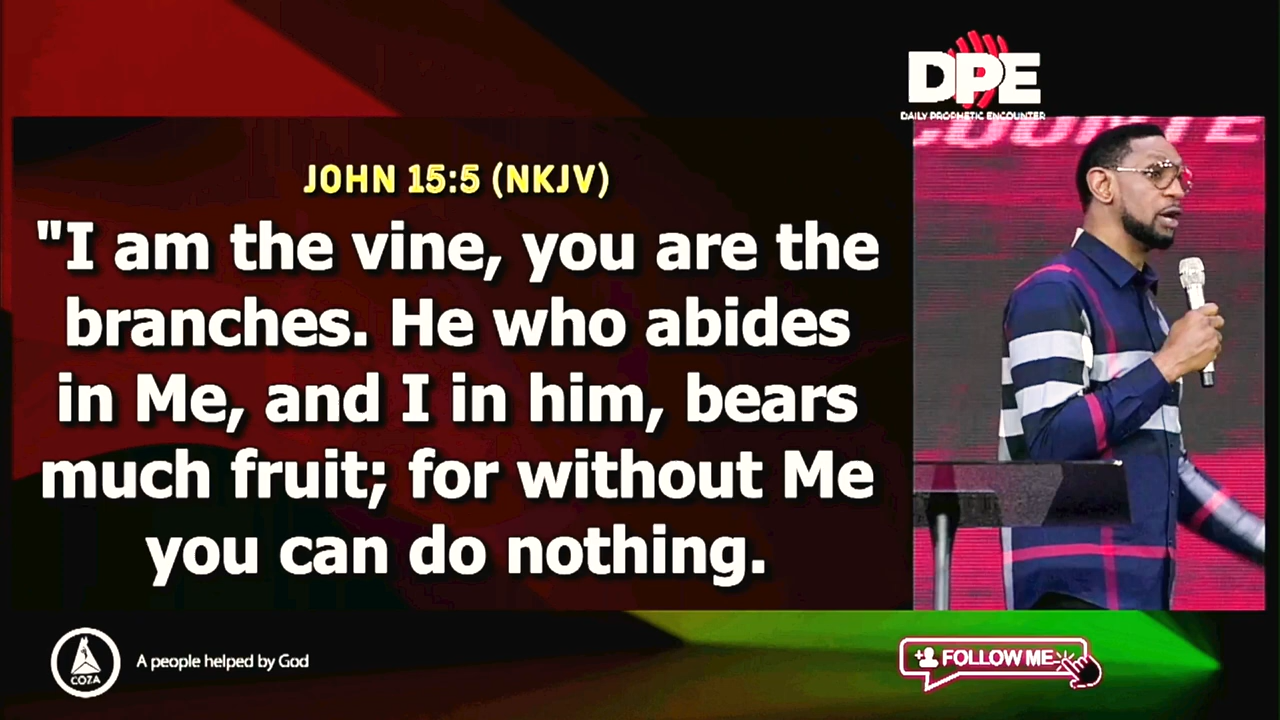 DPE
DAILY PROPHETIC ENCOUNTER
JOHN 15:5 (NKJV)
"I am the vine, you are the
branches. He who abides
in Me, and I in him, bears
much fruit; for without Me
you can do nothing.
COZA
A people helped by God
FOLLOW ME